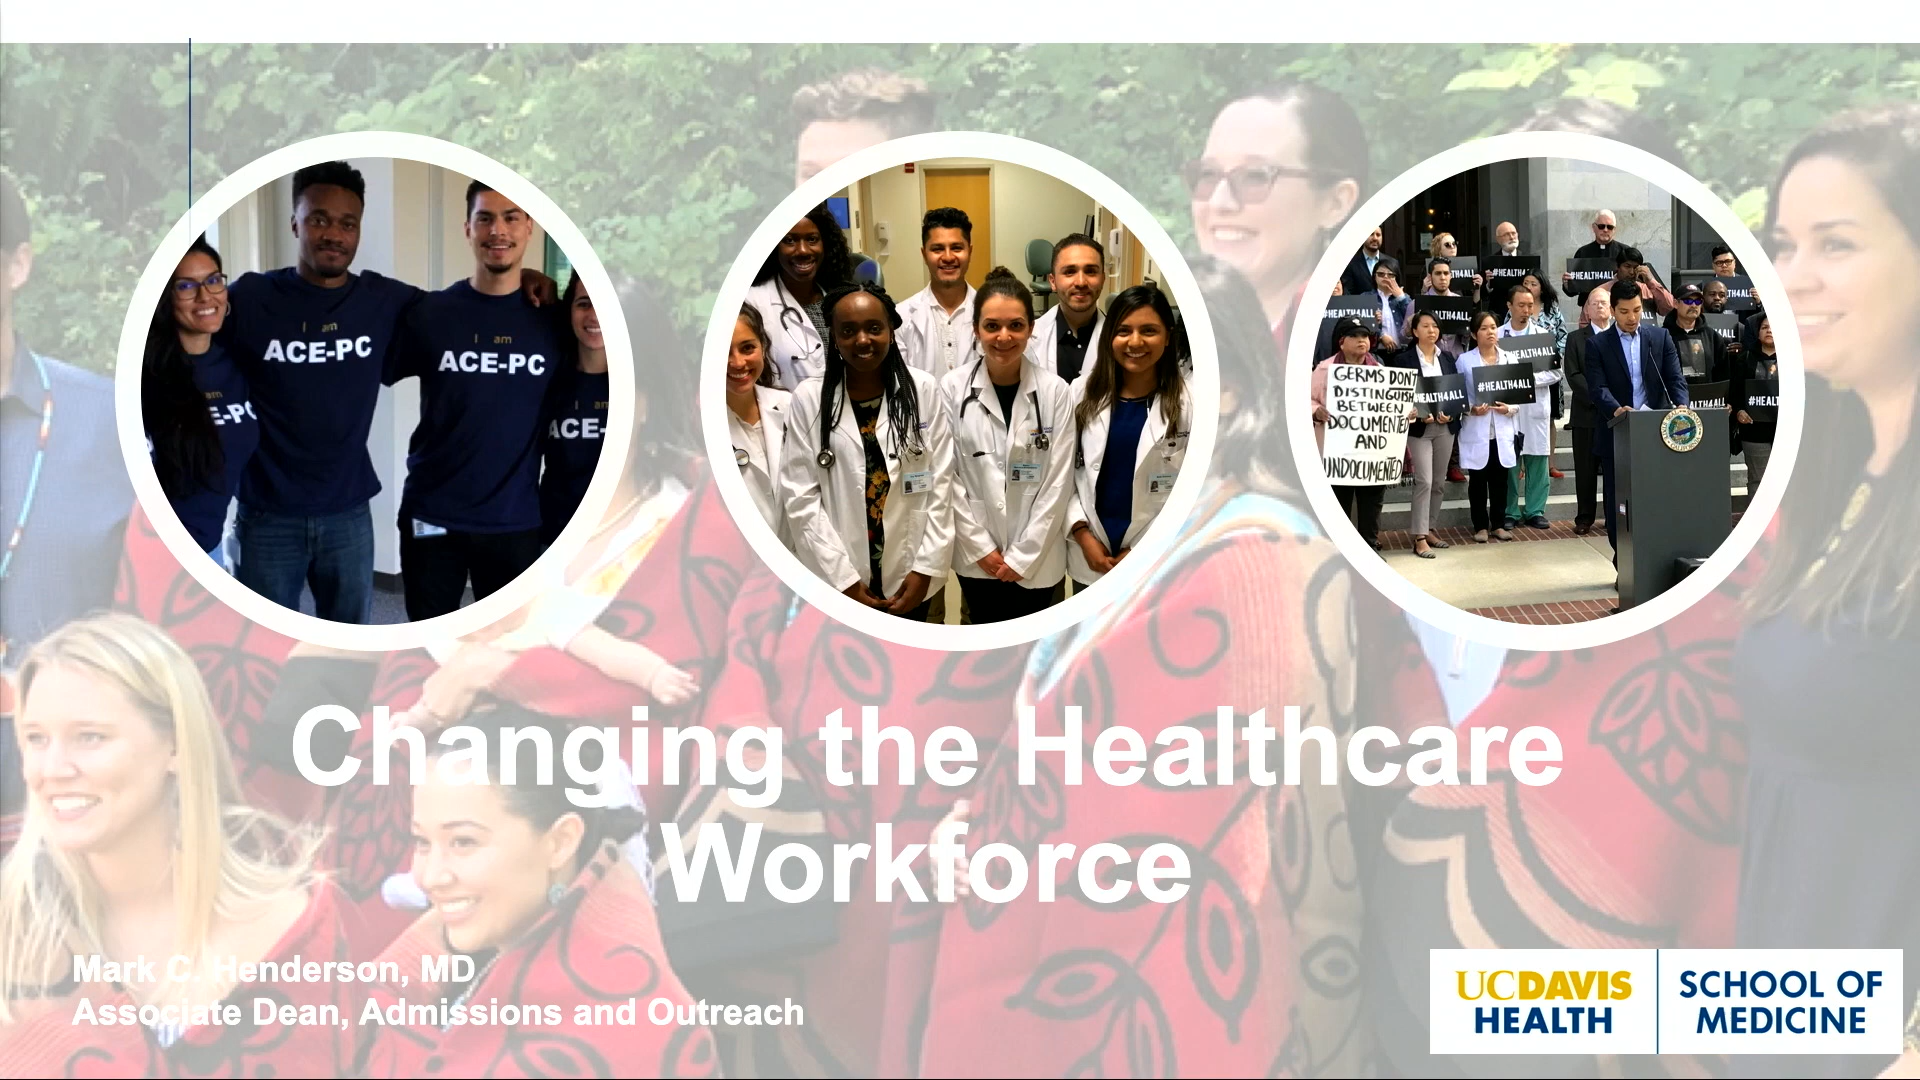 I am
ACE-PC
I am
ACE-PC
am
E-PC
I am
ACE-
#HEALTH4ALL
#HEALTH4ALL
#HEALTH4ALL
#HEALTH4ALL
GERMS DON'T
DISTINGUISH
BETWEEN
DOCUMENTED
AND
UNDOCUMENTED
Changing the Healthcare
Workforce
Mark C. Henderson, MD
Associate Dean, Admissions and Outreach
UCDAVIS
HEALTH
SCHOOL OF
MEDICINE